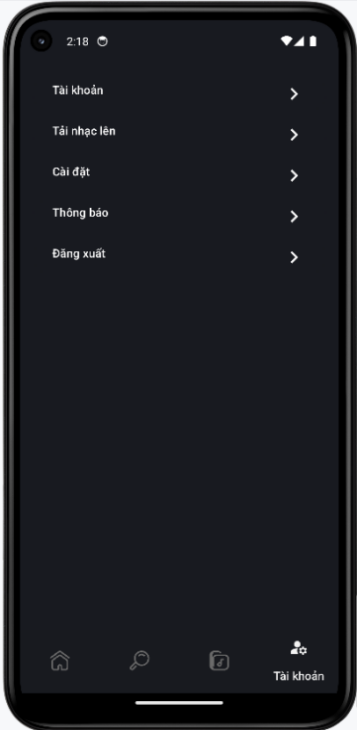 2:18
Tài khoản
Tải nhạc lên
Cài đặt
Thông báo
Đăng xuất
Tài khoản